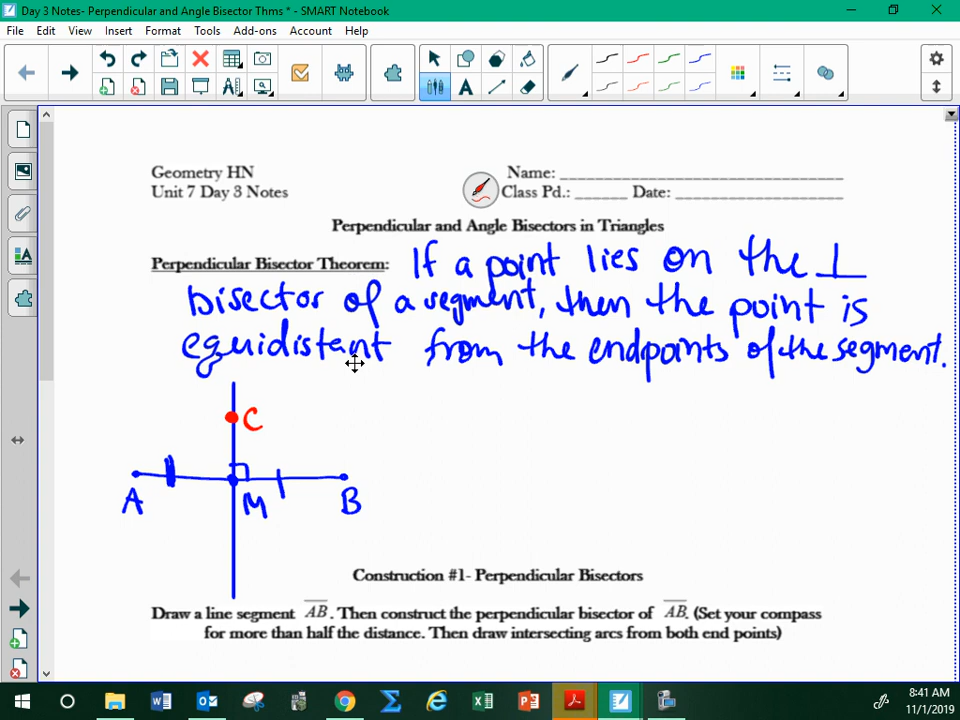 Day 3 Notes- Perpendicular and Angle Bisector Thms * - SMART Notebook
File Edit View Insert Format Tools Add-ons Account Help
Geometry HN
Name: ________________________________
Unit 7 Day 3 Notes
Class Pd.: ______ Date: ___________________
Perpendicular and Angle Bisectors in Triangles
Perpendicular Bisector Theorem: If a point lies on the ⊥
Bisector of a segment, then the point is
equidistant from the endpoints of the segment.
C
A M B
Construction #1- Perpendicular Bisectors
Draw a line segment AB. Then construct the perpendicular bisector of AB. (Set your compass
for more than half the distance. Then draw intersecting arcs from both end points)
8:41 AM
11/1/2019